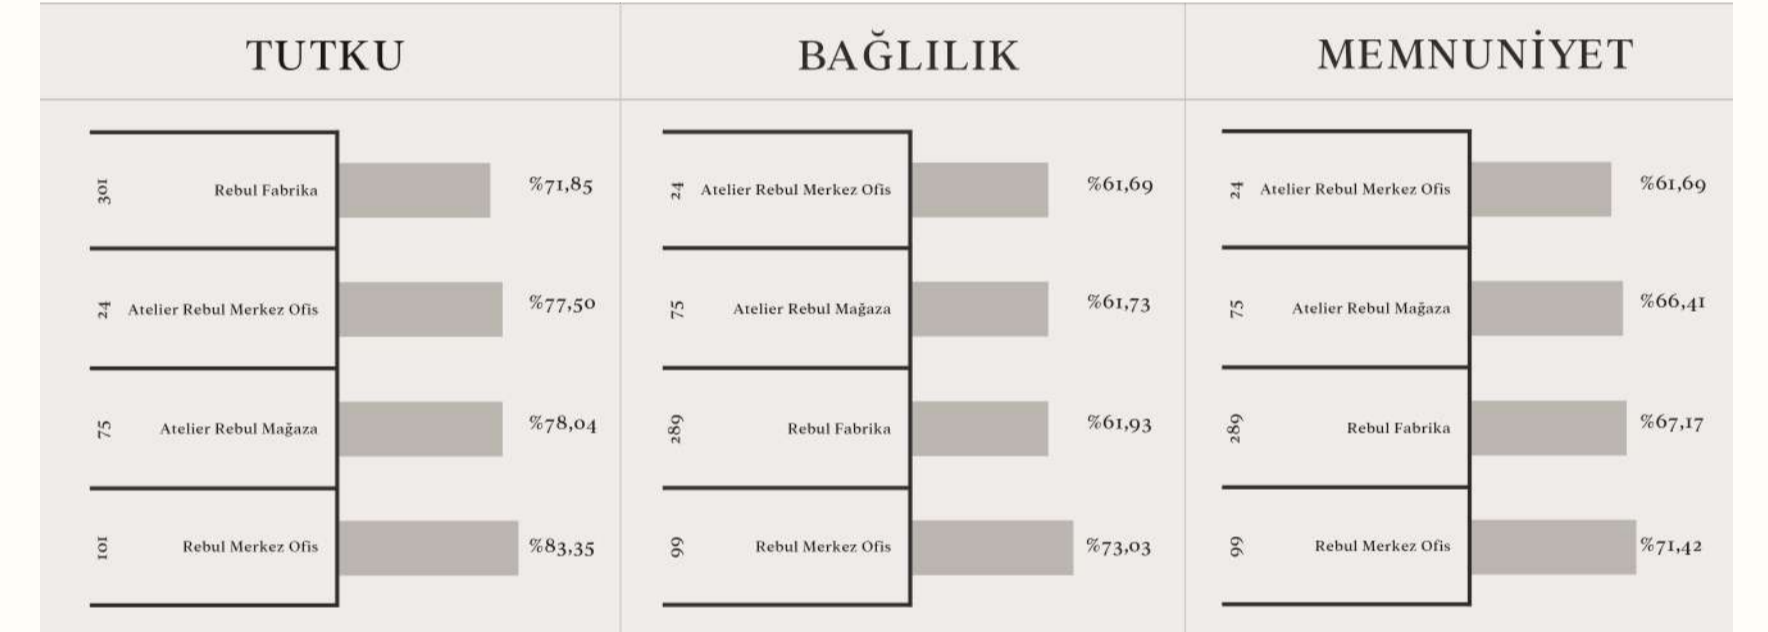 TUTKU
301 Rebul Fabrika %71,85
24 Atelier Rebul Merkez Ofis %77,50
75 Atelier Rebul Mağaza %78,04
101 Rebul Merkez Ofis %83,35
BAĞLILIK
24 Atelier Rebul Merkez Ofis %61,69
75 Atelier Rebul Mağaza %61,73
289 Rebul Fabrika %61,93
99 Rebul Merkez Ofis %73,03
MEMNUNİYET
24 Atelier Rebul Merkez Ofis %61,69
75 Atelier Rebul Mağaza %66,41
289 Rebul Fabrika %67,17
99 Rebul Merkez Ofis %71,42